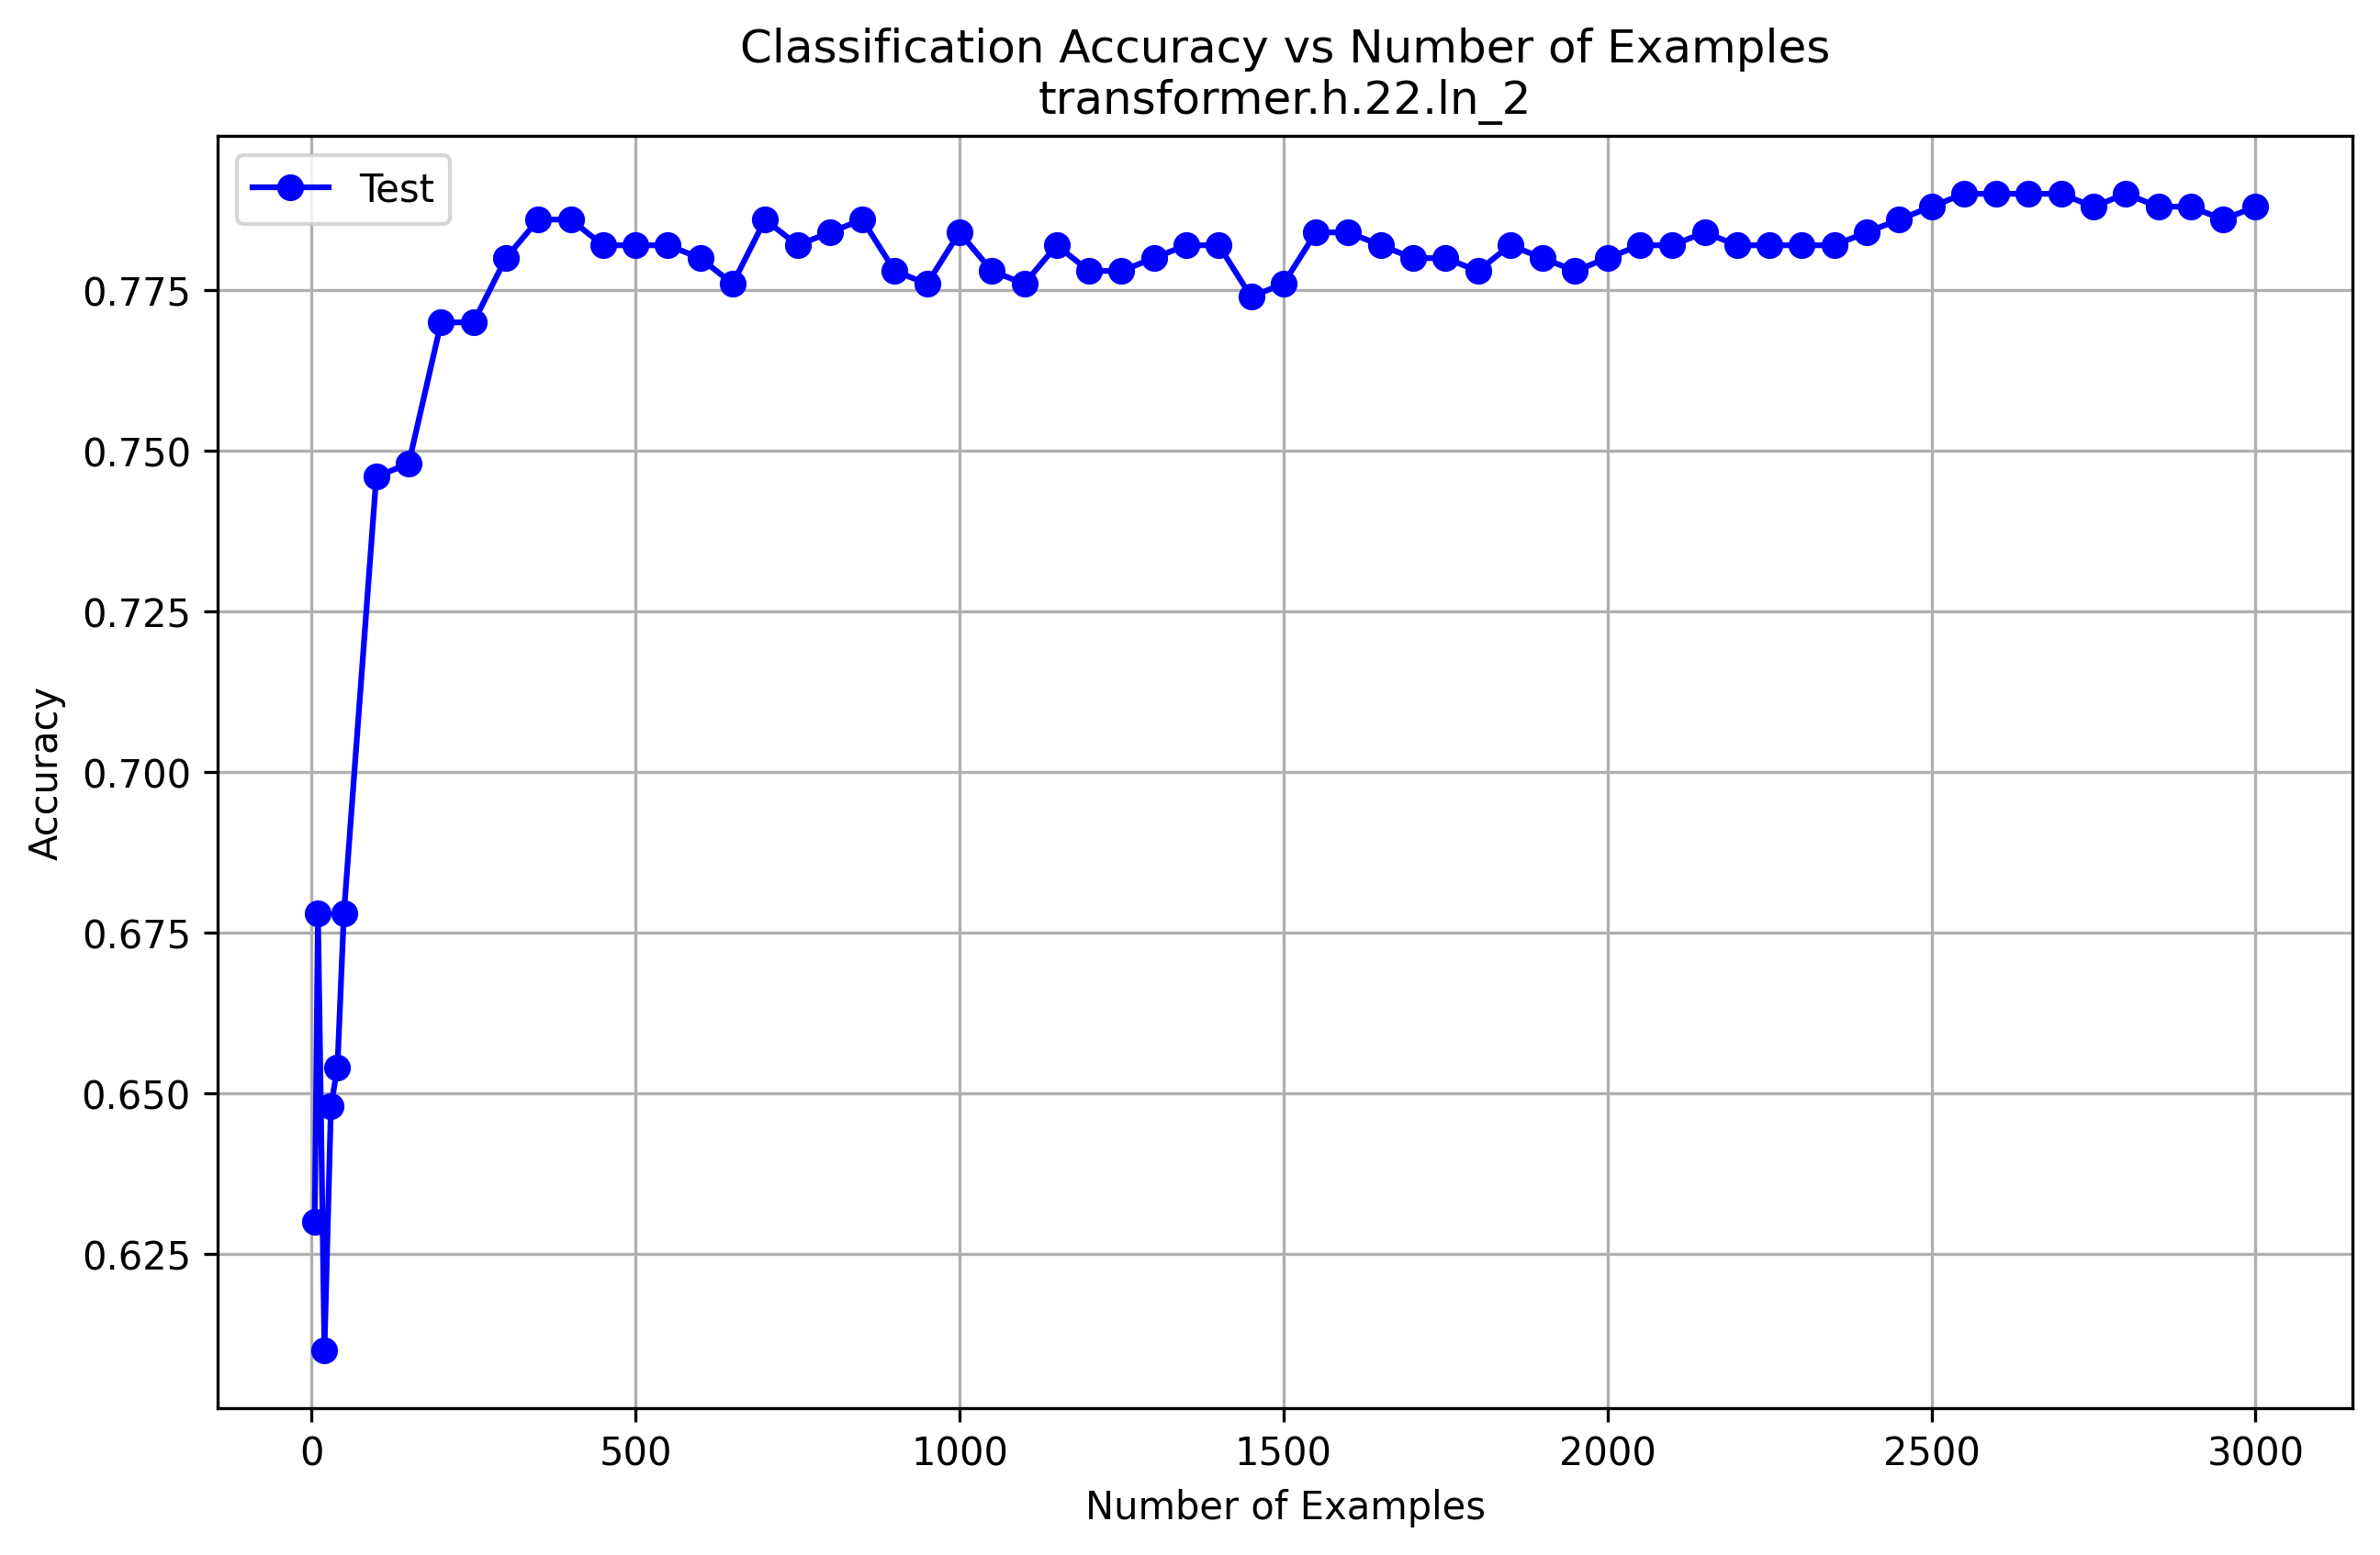 Classification Accuracy vs Number of Examples
transformer.h.22.ln_2
Test
Accuracy
0.775
0.750
0.725
0.700
0.675
0.650
0.625
0 500 1000 1500 2000 2500 3000
Number of Examples